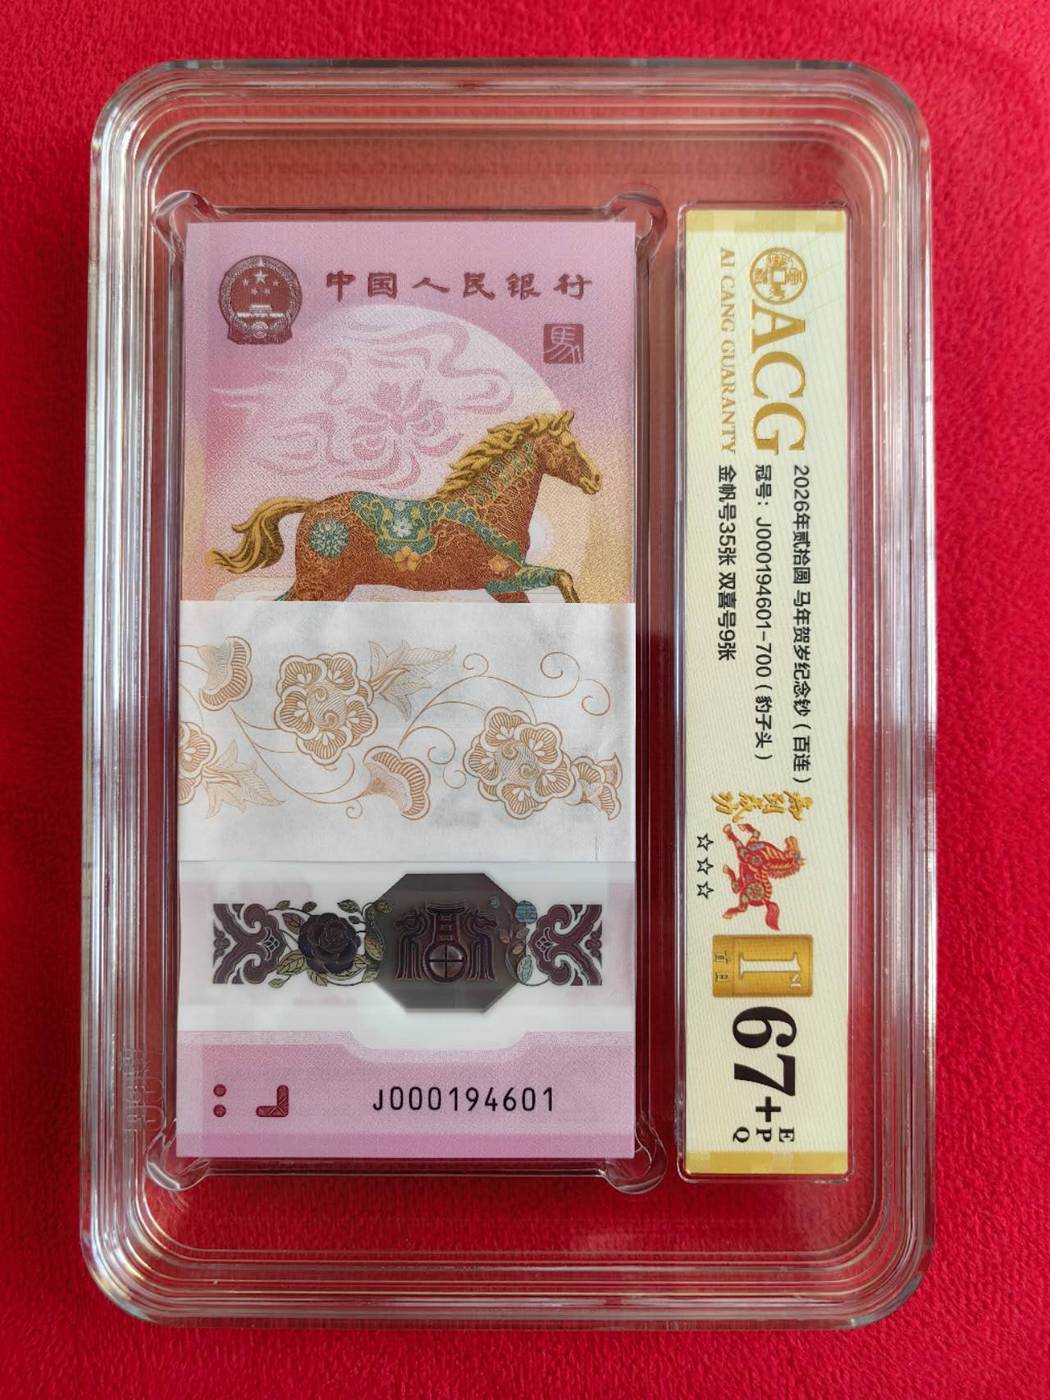 中国人民银行
馬
福
J000194601
ACG
AI CANG GUARANTY
2026年贰拾圆 马年贺岁纪念钞（百连）
冠号：J000194601-700（豹子头）
金帆号35张 双喜号9张
☆☆☆
1ST
67+
E
P
Q